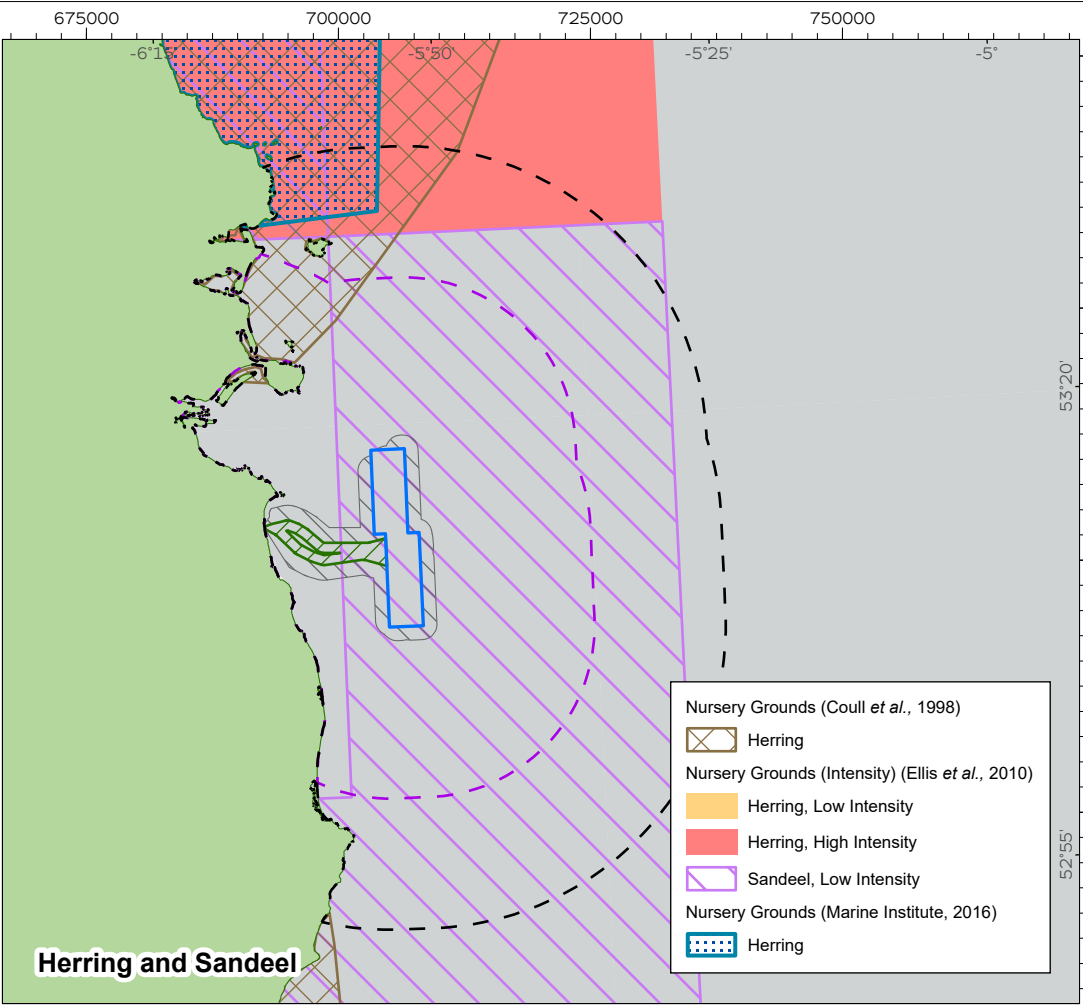 675000 700000 725000 750000
-6°15' -5°50' -5°25' -5°
53°20'
52°55'
Nursery Grounds (Coull et al., 1998)
Herring
Nursery Grounds (Intensity) (Ellis et al., 2010)
Herring, Low Intensity
Herring, High Intensity
Sandeel, Low Intensity
Nursery Grounds (Marine Institute, 2016)
Herring
Herring and Sandeel